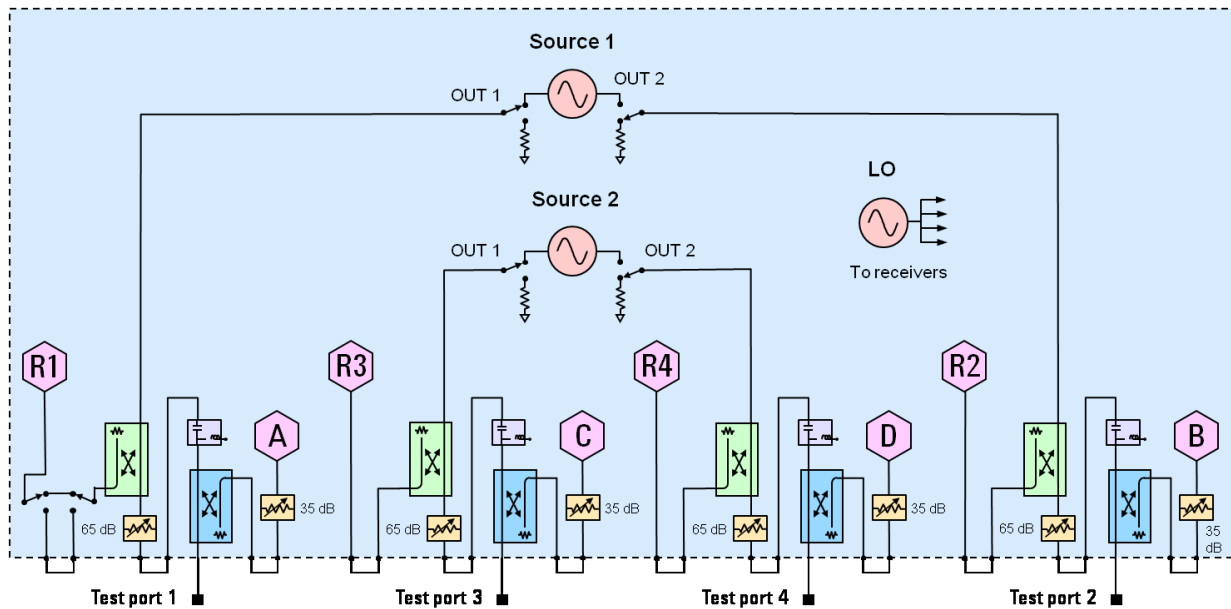 Source 1
OUT 1
OUT 2
LO
Source 2
OUT 1
OUT 2
To receivers
R1
R3
R4
R2
A
C
D
B
65 dB
35 dB
65 dB
35 dB
65 dB
35 dB
65 dB
35
dB
Test port 1
Test port 3
Test port 4
Test port 2